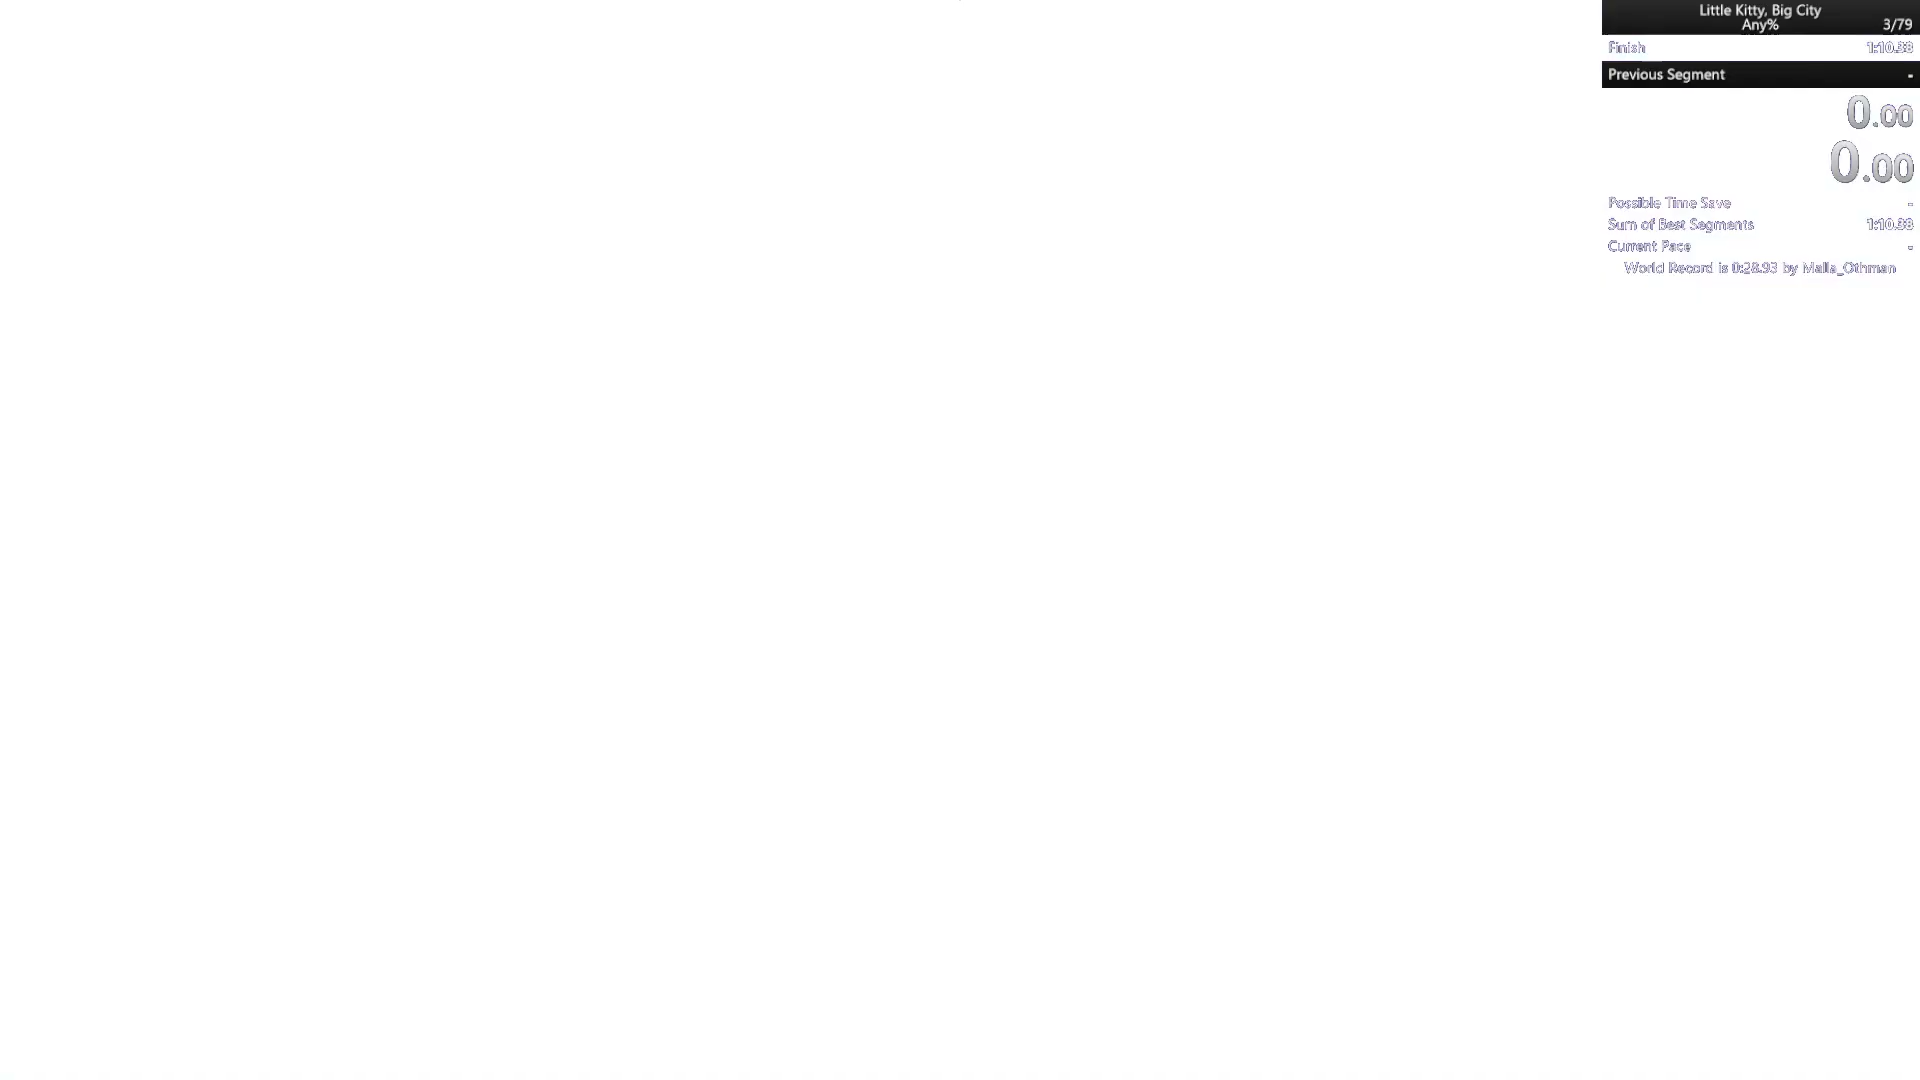 Little Kitty, Big City
Any% 3/79
Finish 1:10.38
Previous Segment -
0.00
0.00
Possible Time Save -
Sum of Best Segments 1:10.38
Current Pace -
World Record is 0:28.93 by Malla_Othman